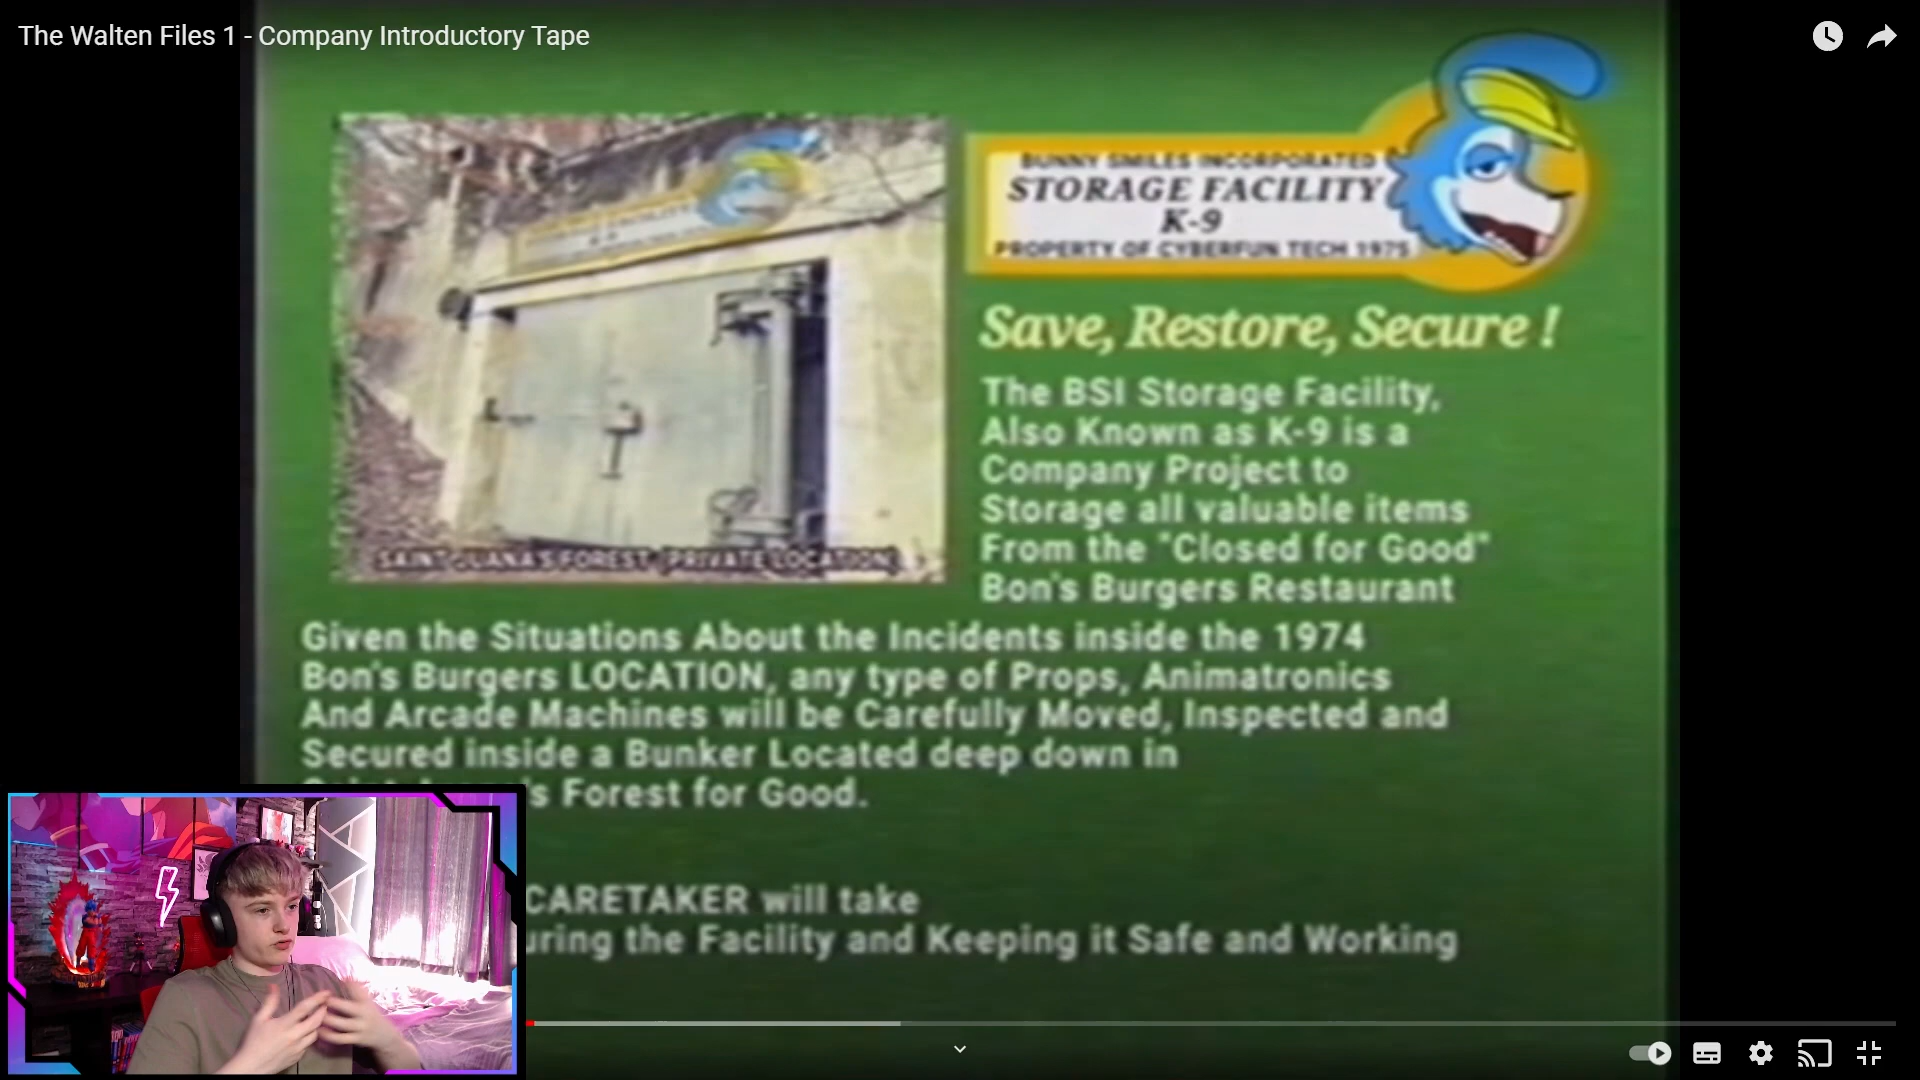 The Walten Files 1 - Company Introductory Tape
BUNNY SMILES INCORPORATED
STORAGE FACILITY
K-9
PROPERTY OF CYBERFUN TECH 1975
Save, Restore, Secure !
The BSI Storage Facility,
Also Known as K-9 is a
Company Project to
Storage all valuable items
From the "Closed for Good"
Bon's Burgers Restaurant
SAINT JUANA'S FOREST [PRIVATE LOCATION]
Given the Situations About the Incidents inside the 1974
Bon's Burgers LOCATION, any type of Props, Animatronics
And Arcade Machines will be Carefully Moved, Inspected and
Secured inside a Bunker Located deep down in
's Forest for Good.
CARETAKER will take
uring the Facility and Keeping it Safe and Working